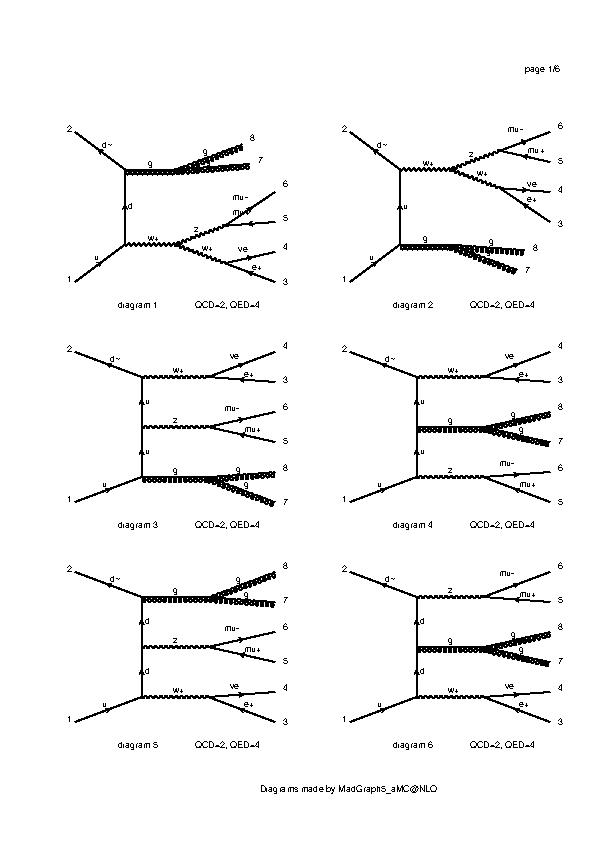 page 1/6
2 d~ g g g 8 7
d
mu- 6
z mu+ 5
w+ w+ ve 4
u e+ 3
1
diagram 1 QCD=2, QED=4
2 d~ mu- 6
z mu+ 5
w+ w+ ve 4
e+ 3
u
u g g 8
1 g 7
diagram 2 QCD=2, QED=4
2 d~ w+ ve 4
e+ 3
u
z mu- 6
mu+ 5
u
u g g 8
1 g 7
diagram 3 QCD=2, QED=4
2 d~ w+ ve 4
e+ 3
u
g g 8
g 7
u
u z mu- 6
1 mu+ 5
diagram 4 QCD=2, QED=4
2 d~ g g 8
g 7
d
z mu- 6
mu+ 5
d
u w+ ve 4
1 e+ 3
diagram 5 QCD=2, QED=4
2 d~ z mu- 6
mu+ 5
d
g g 8
g 7
d
u w+ ve 4
1 e+ 3
diagram 6 QCD=2, QED=4
Diagrams made by MadGraph5_aMC@NLO